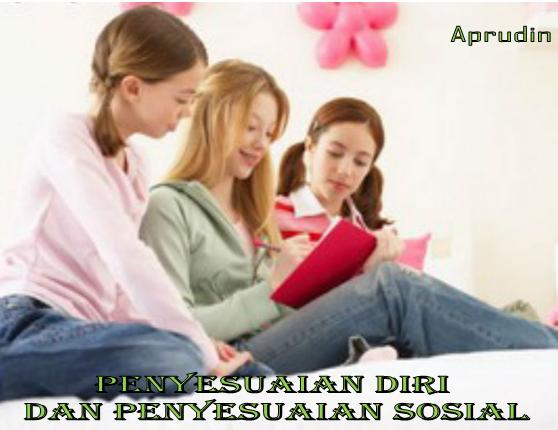 Aprudin
PENYESUAIAN DIRI
DAN PENYESUAIAN SOSIAL